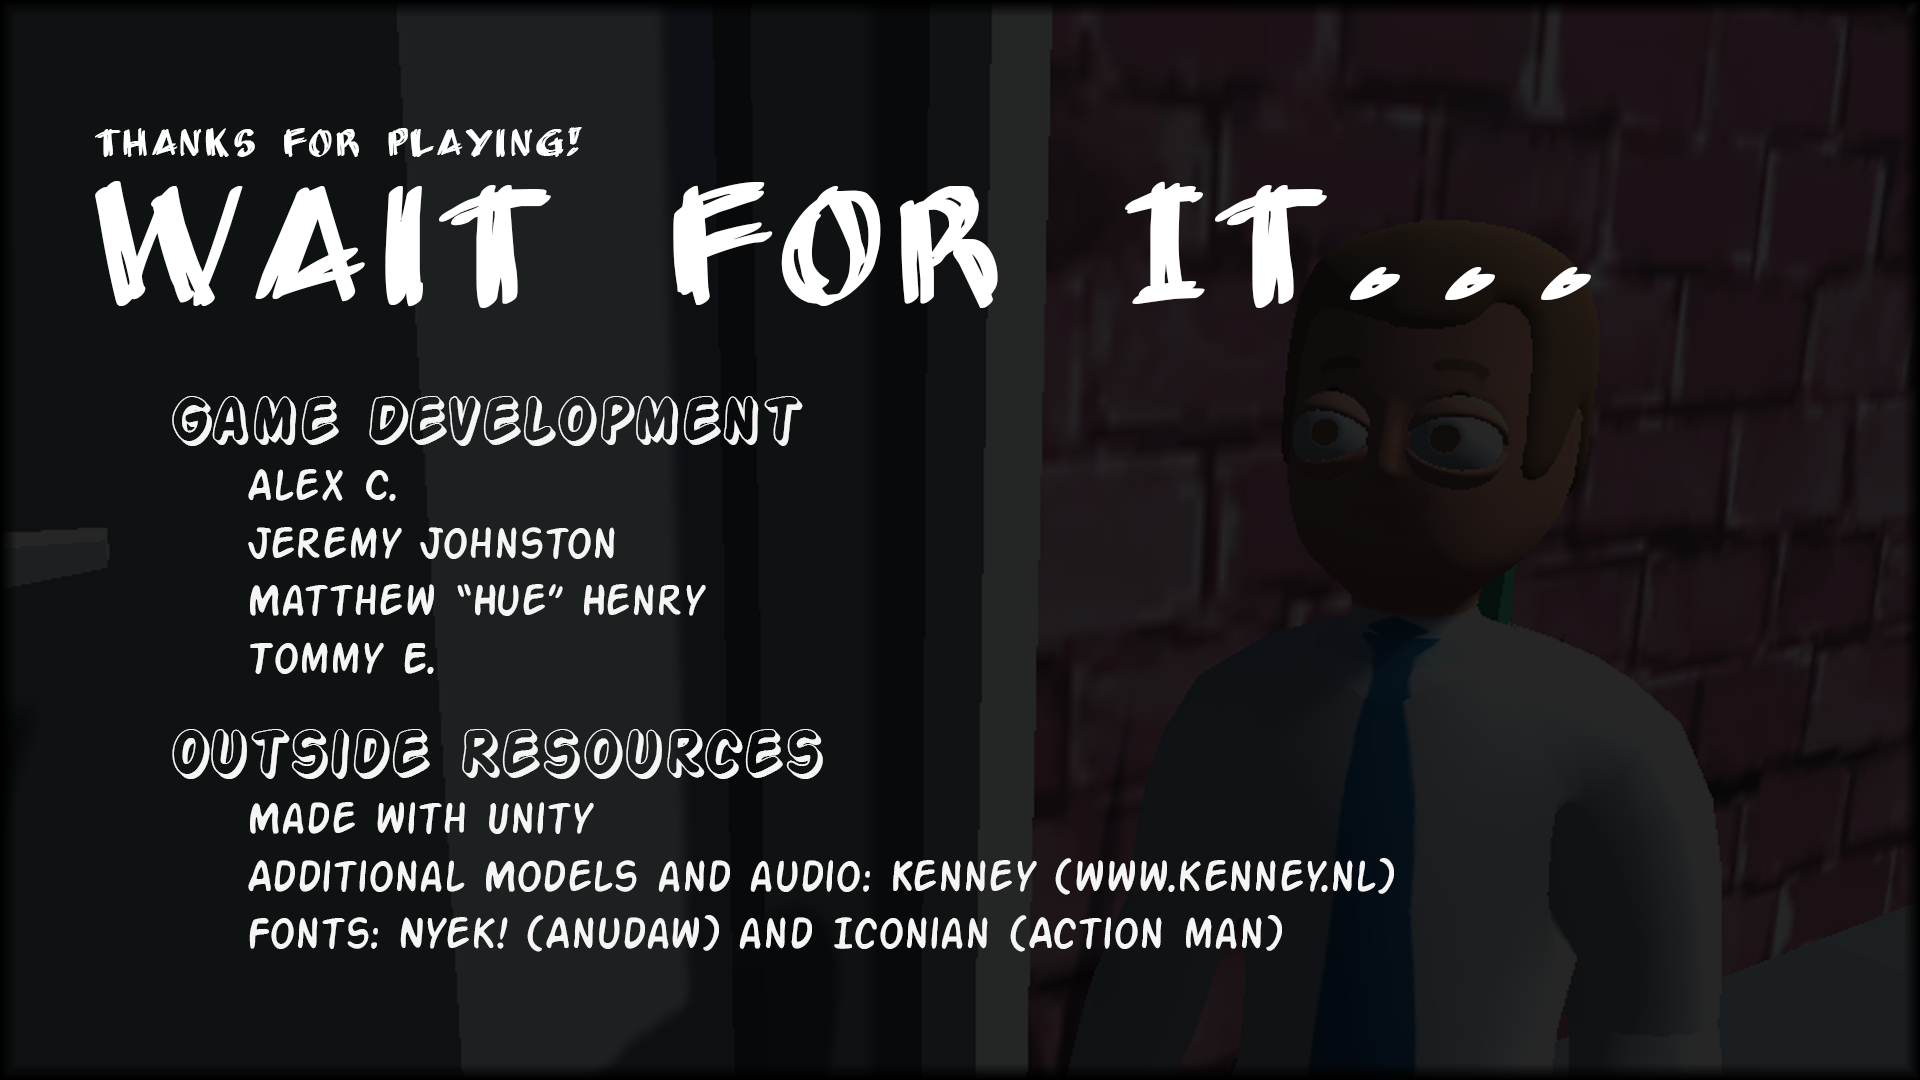 THANKS FOR PLAYING!
WAIT FOR IT...
GAME DEVELOPMENT
ALEX C.
JEREMY JOHNSTON
MATTHEW “HUE” HENRY
TOMMY E.
OUTSIDE RESOURCES
MADE WITH UNITY
ADDITIONAL MODELS AND AUDIO: KENNEY (WWW.KENNEY.NL)
FONTS: NYEK! (ANUDAW) AND ICONIAN (ACTION MAN)